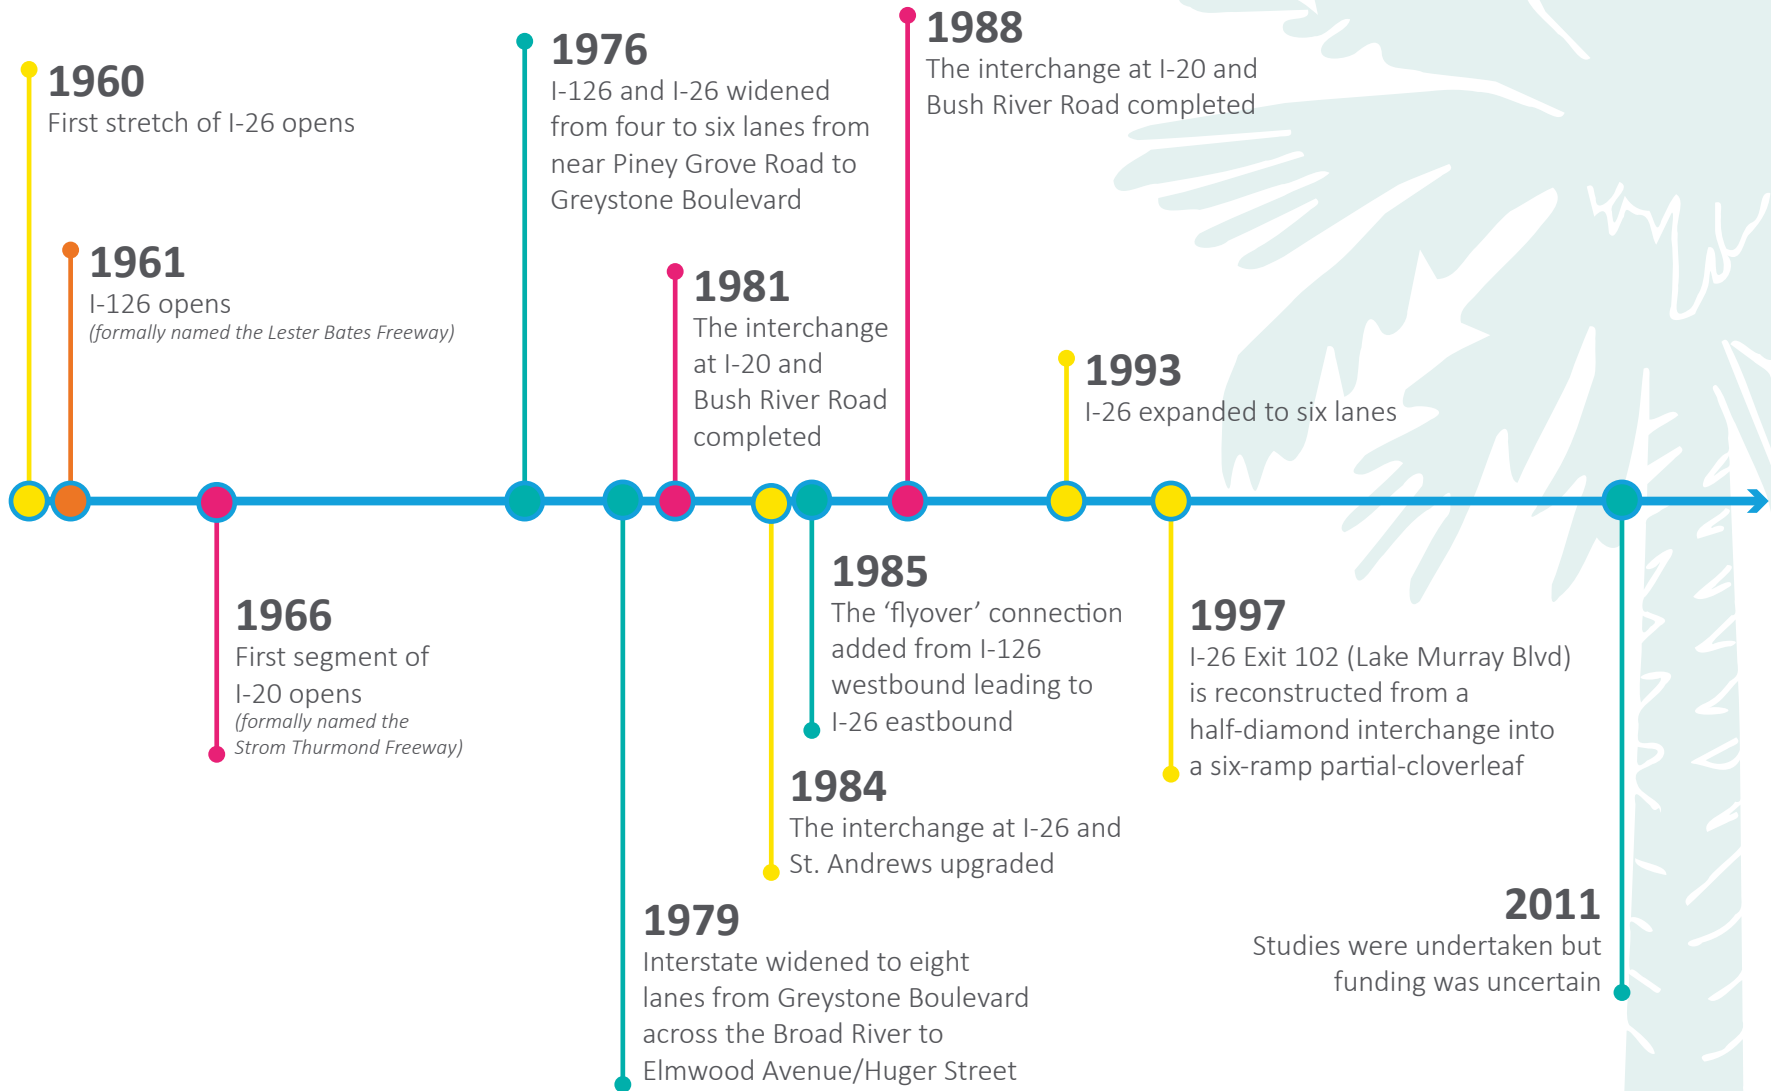 1960
First stretch of I-26 opens
1961
I-126 opens
(formally named the Lester Bates Freeway)
1966
First segment of
I-20 opens
(formally named the
Strom Thurmond Freeway)
1976
I-126 and I-26 widened
from four to six lanes from
near Piney Grove Road to
Greystone Boulevard
1979
Interstate widened to eight
lanes from Greystone Boulevard
across the Broad River to
Elmwood Avenue/Huger Street
1981
The interchange
at I-20 and
Bush River Road
completed
1984
The interchange at I-26 and
St. Andrews upgraded
1985
The ‘flyover’ connection
added from I-126
westbound leading to
I-26 eastbound
1988
The interchange at I-20 and
Bush River Road completed
1993
I-26 expanded to six lanes
1997
I-26 Exit 102 (Lake Murray Blvd)
is reconstructed from a
half-diamond interchange into
a six-ramp partial-cloverleaf
2011
Studies were undertaken but
funding was uncertain